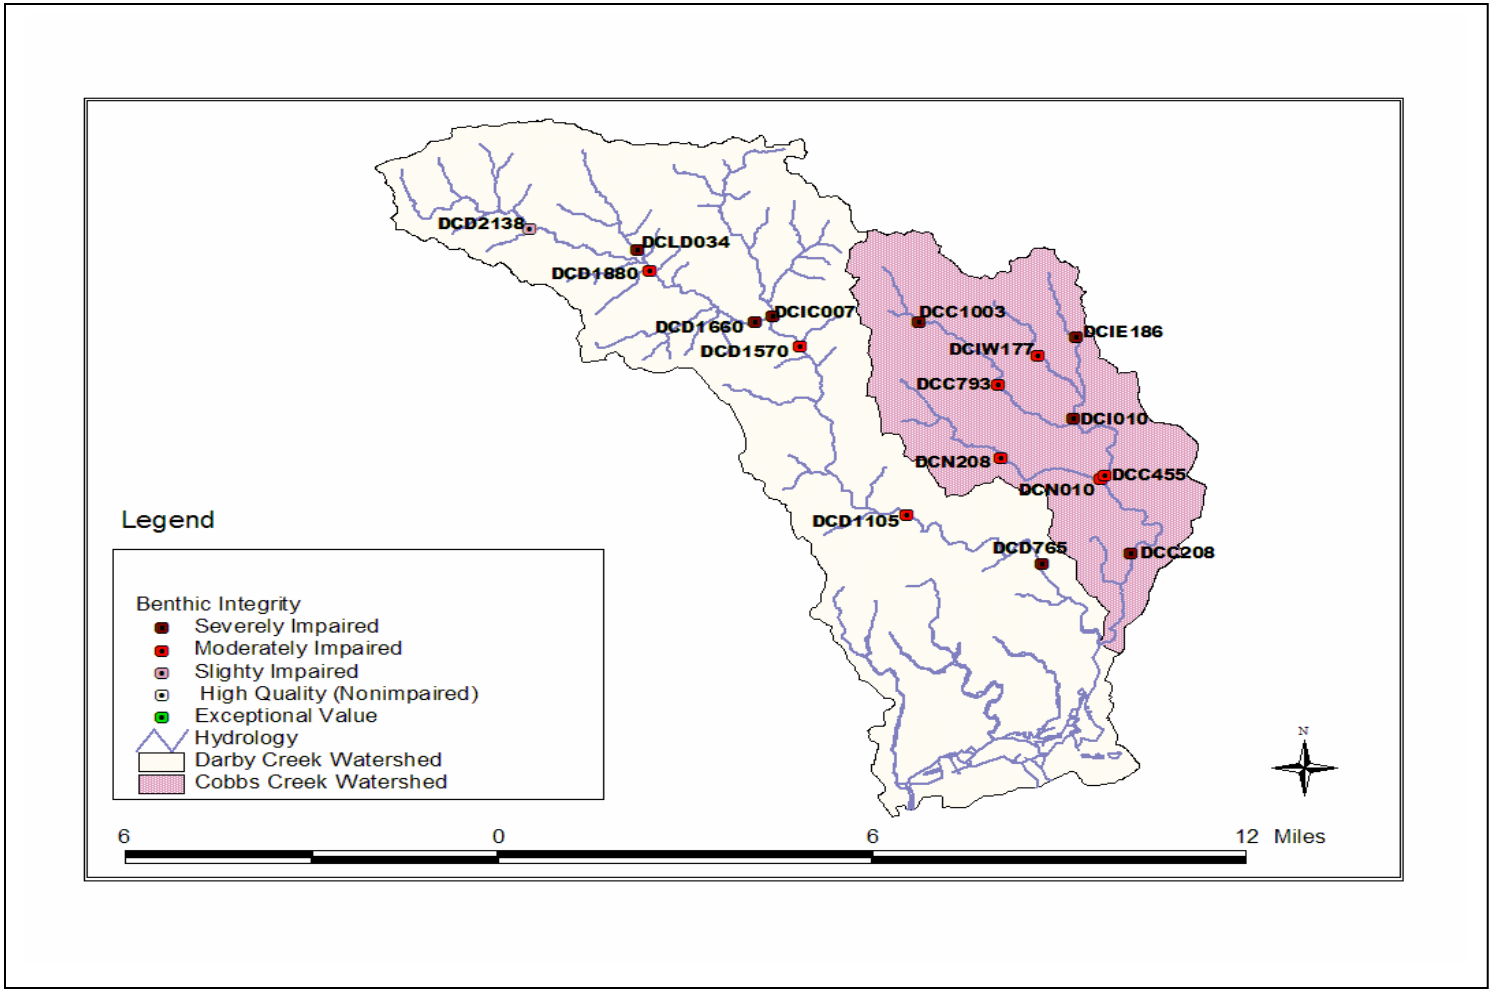 DCD2138
DCLD034
DCD1880
DCIC007
DCD1660
DCD1570
DCC1003
DCIE186
DCIW177
DCC793
DCI010
DCN208
DCC455
DCN010
DCD1105
DCD765
DCC208
Legend
Benthic Integrity
Severely Impaired
Moderately Impaired
Slighty Impaired
High Quality (Nonimpaired)
Exceptional Value
Hydrology
Darby Creek Watershed
Cobbs Creek Watershed
N
6 0 6 12 Miles